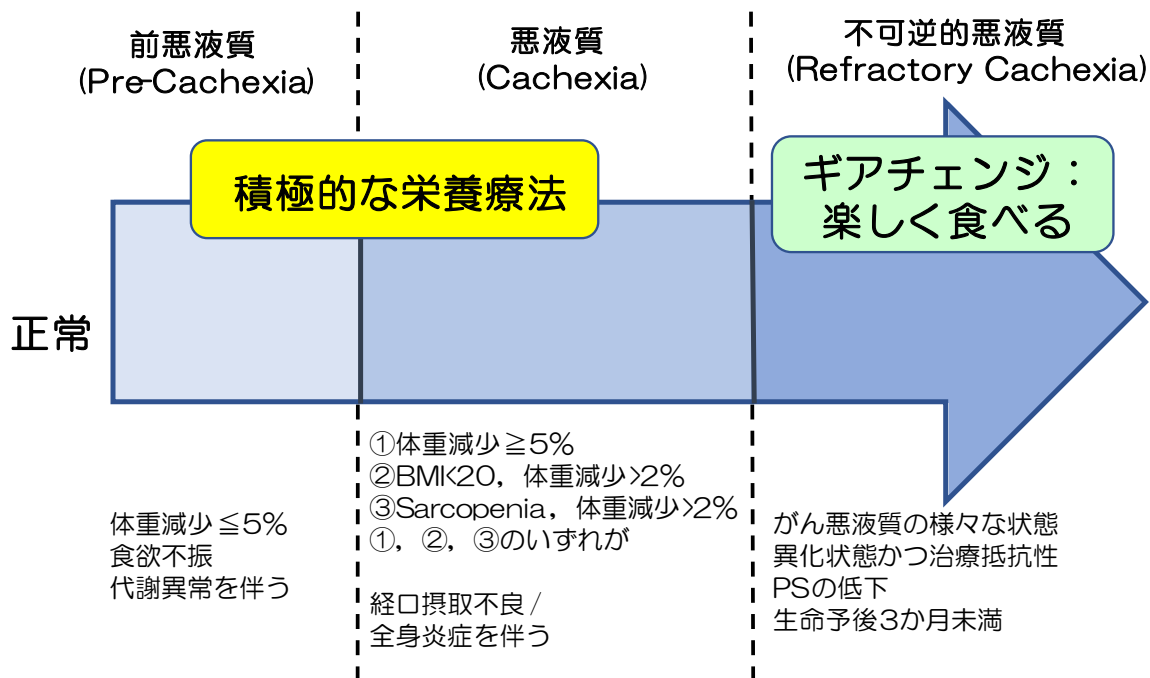 前悪液質
(Pre-Cachexia)
悪液質
(Cachexia)
不可逆的悪液質
(Refractory Cachexia)
積極的な栄養療法
ギアチェンジ：
楽しく食べる
正常
体重減少≦5%
食欲不振
代謝異常を伴う
①体重減少≧5%
②BMI<20，体重減少>2%
③Sarcopenia，体重減少>2%
①，②，③のいずれが
経口摂取不良/
全身炎症を伴う
がん悪液質の様々な状態
異化状態かつ治療抵抗性
PSの低下
生命予後3か月未満